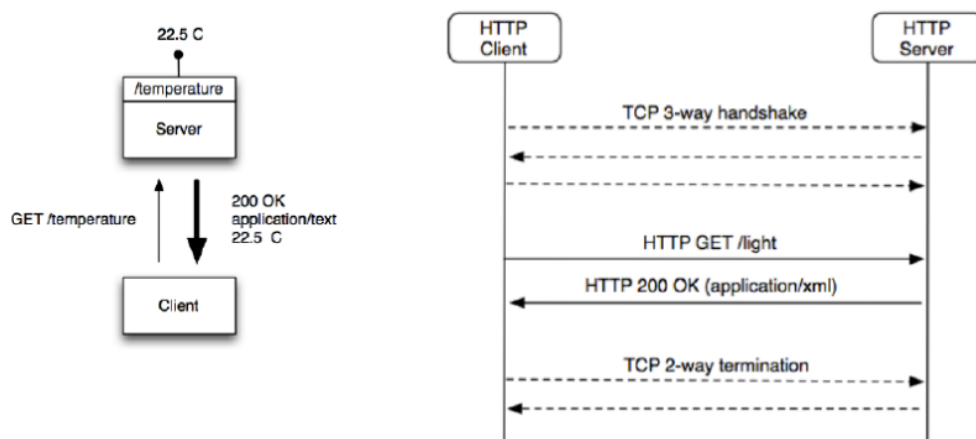 22.5 C
/temperature
Server
GET /temperature
200 OK
application/text
22.5 C
Client
HTTP
Client
HTTP
Server
TCP 3-way handshake
HTTP GET /light
HTTP 200 OK (application/xml)
TCP 2-way termination